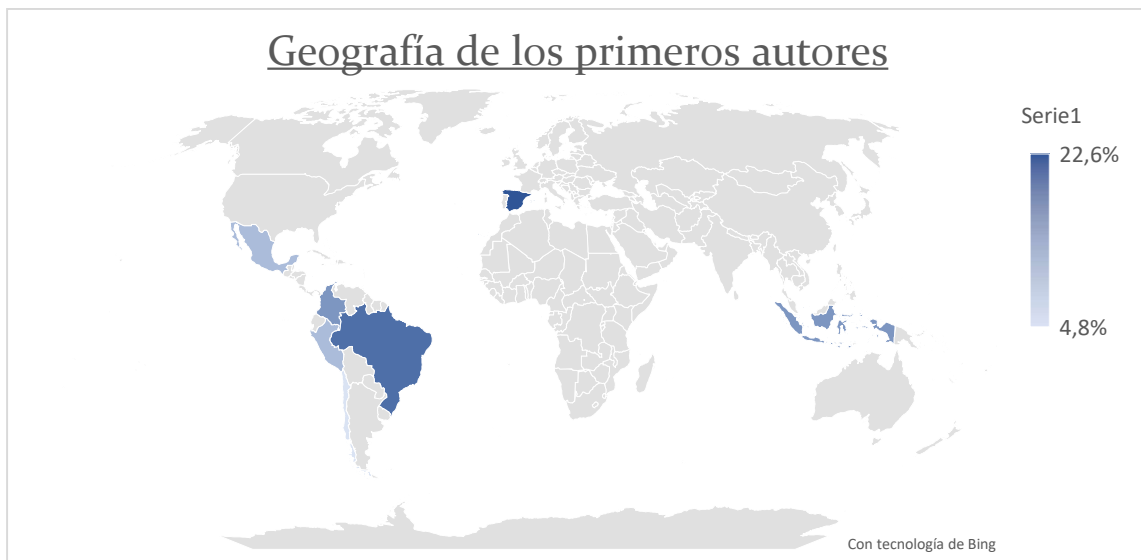 Geografía de los primeros autores
Serie1
22,6%
4,8%
Con tecnología de Bing